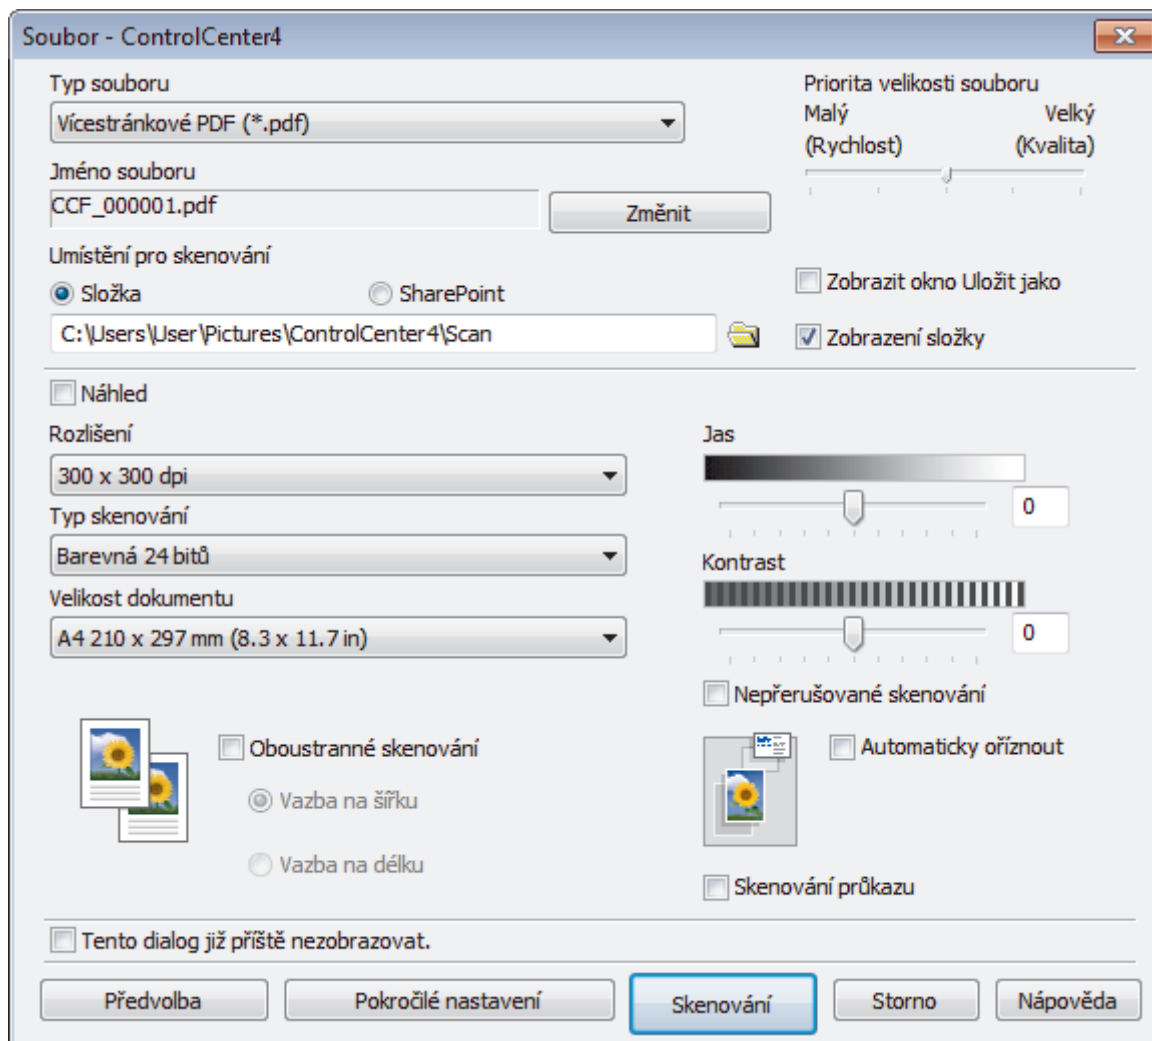 Soubor - ControlCenter4
Typ souboru
Vícestránkové PDF (*.pdf)
Priorita velikosti souboru
Malý Velký
(Rychlost) (Kvalita)
Jméno souboru
CCF_000001.pdf
Změnit
Umístění pro skenování
Složka SharePoint
Zobrazit okno Uložit jako
C:\Users\User\Pictures\ControlCenter4\Scan
Zobrazení složky
Náhled
Rozlišení
300 x 300 dpi
Typ skenování
Barevná 24 bitů
Velikost dokumentu
A4 210 x 297 mm (8.3 x 11.7 in)
Jas
0
Kontrast
0
Nepřerušované skenování
Oboustranné skenování
Vazba na šířku
Vazba na délku
Automaticky oříznout
Skenování průkazu
Tento dialog již příště nezobrazovat.
Předvolba Pokročilé nastavení Skenování Storno Nápověda